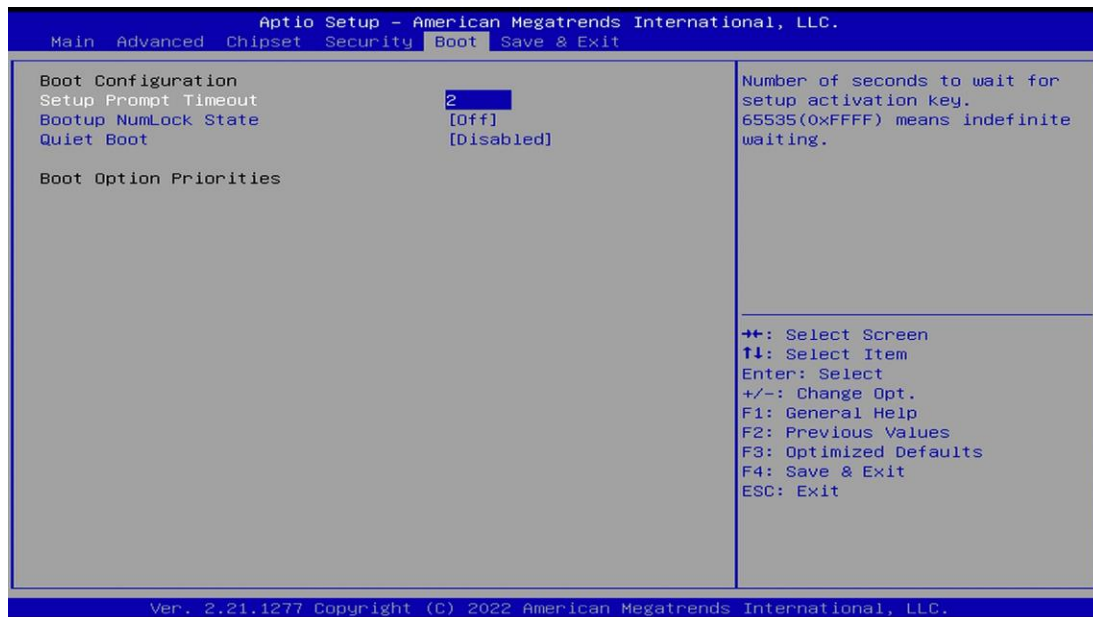 Aptio Setup – American Megatrends International, LLC.
Main Advanced Chipset Security Boot Save & Exit
Boot Configuration
Setup Prompt Timeout 2
Bootup NumLock State [Off]
Quiet Boot [Disabled]
Boot Option Priorities
Number of seconds to wait for
setup activation key.
65535(0xFFFF) means indefinite
waiting.
→←: Select Screen
↑↓: Select Item
Enter: Select
+/-: Change Opt.
F1: General Help
F2: Previous Values
F3: Optimized Defaults
F4: Save & Exit
ESC: Exit
Ver. 2.21.1277 Copyright (C) 2022 American Megatrends International, LLC.